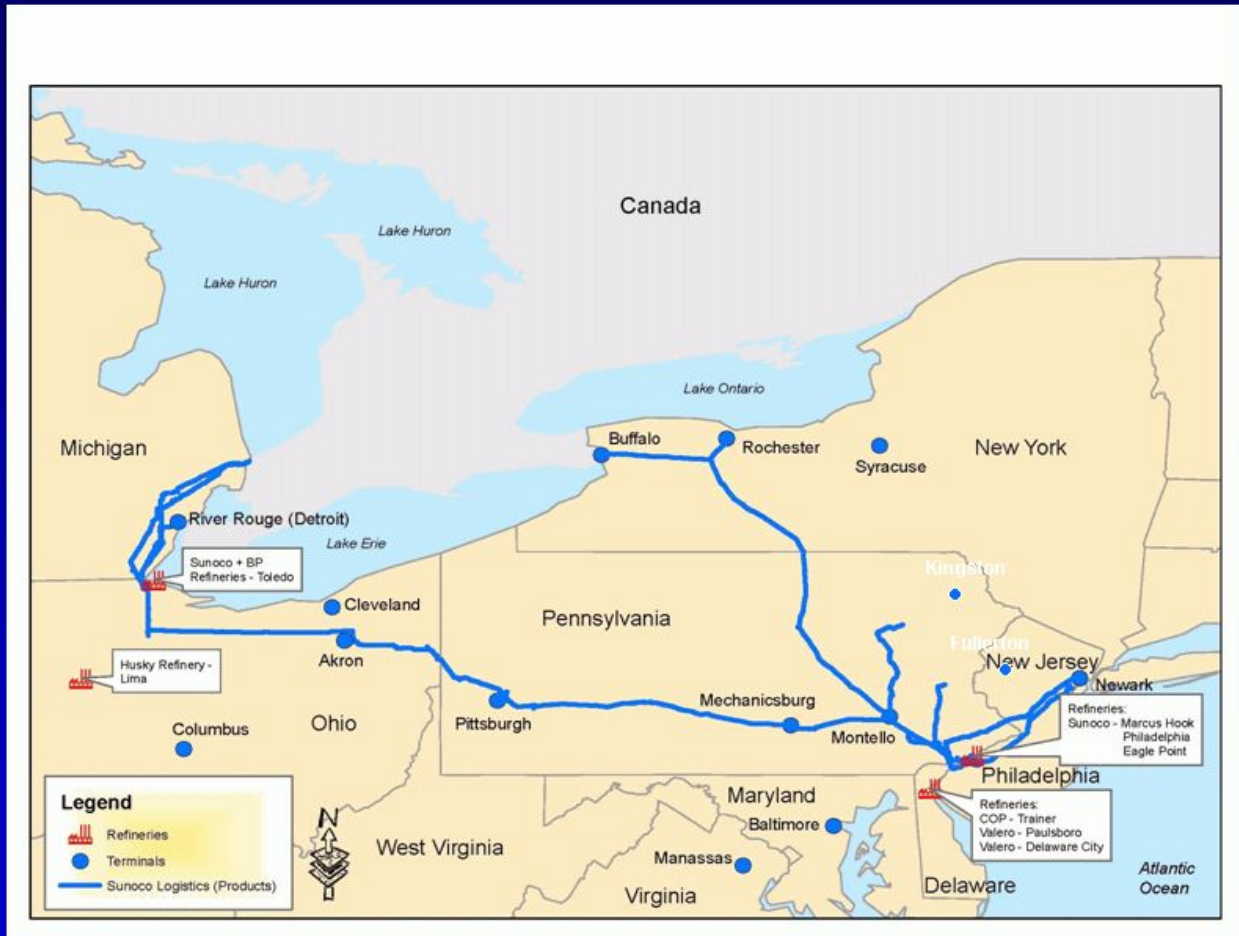 Canada
Lake Huron
Lake Huron
Lake Ontario
Michigan
Buffalo
Rochester
Syracuse
New York
River Rouge (Detroit)
Lake Erie
Sunoco + BP
Refineries - Toledo
Kingston
Cleveland
Pennsylvania
Fullerton
Akron
New Jersey
Newark
Husky Refinery -
Lima
Mechanicsburg
Pittsburgh
Montello
Refineries:
Sunoco - Marcus Hook
Philadelphia
Eagle Point
Columbus
Ohio
Philadelphia
Maryland
Baltimore
Refineries:
COP - Trainer
Valero - Paulsboro
Valero - Delaware City
Legend
Refineries
Terminals
Sunoco Logistics (Products)
N
West Virginia
Manassas
Virginia
Delaware
Atlantic
Ocean